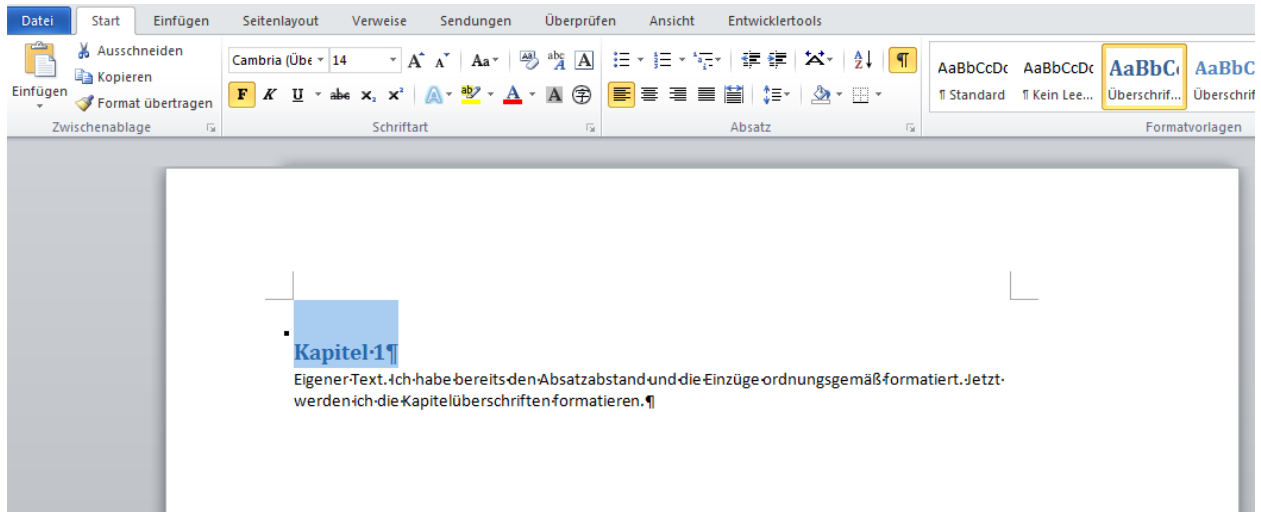 Datei Start Einfügen Seitenlayout Verweise Sendungen Überprüfen Ansicht Entwicklertools
Einfügen
Ausschneiden
Kopieren
Format übertragen
Zwischenablage
Cambria (Übe 14
F K U abc x₂ x²
Schriftart
Absatz
AaBbCcDc AaBbCcDc AaBbC AaBbC
¶ Standard ¶ Kein Lee... Überschrif... Überschrif
Formatvorlagen
Kapitel·1¶
Eigener·Text.·Ich·habe·bereits·den·Absatzabstand·und·die·Einzüge·ordnungsgemäß·formatiert.·Jetzt·
werden·ich·die·Kapitelüberschriften·formatieren.¶